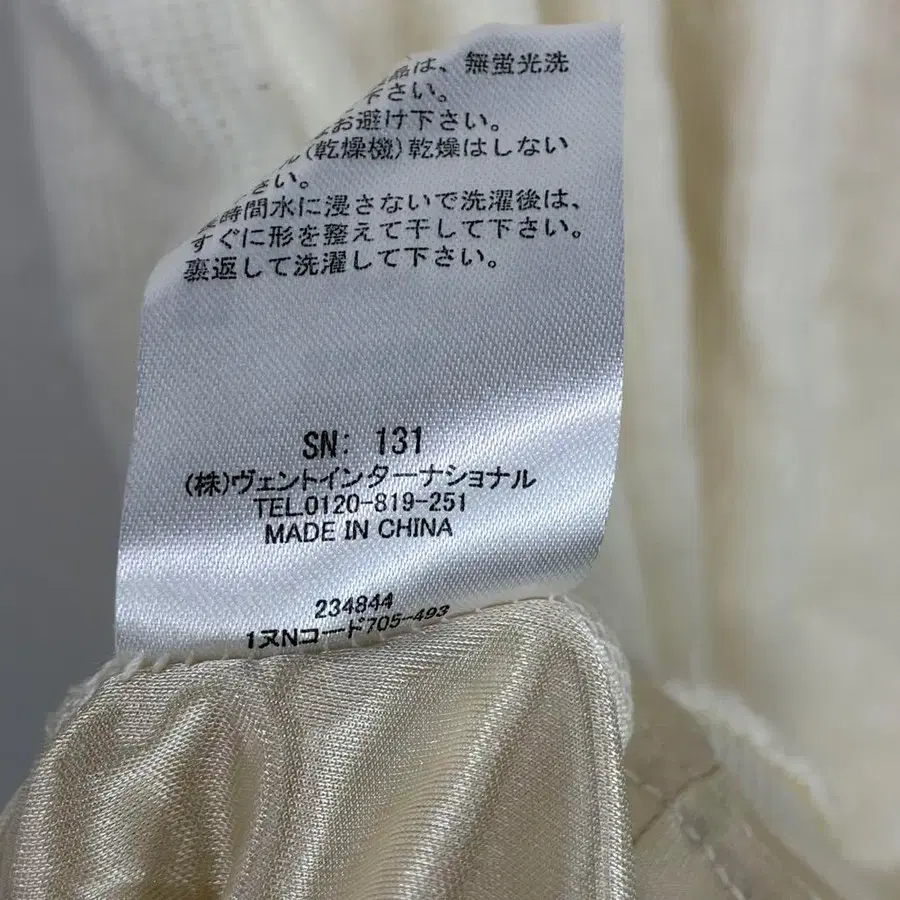 品は、無蛍光洗
下さい。
お避け下さい。
(乾燥機)乾燥はしない
さい。
時間水に浸さないで洗濯後は、
すぐに形を整えて干して下さい。
裏返して洗濯して下さい。
SN: 131
(株)ヴェントインターナショナル
TEL.0120-819-251
MADE IN CHINA
234844
1ヌNコード705-493